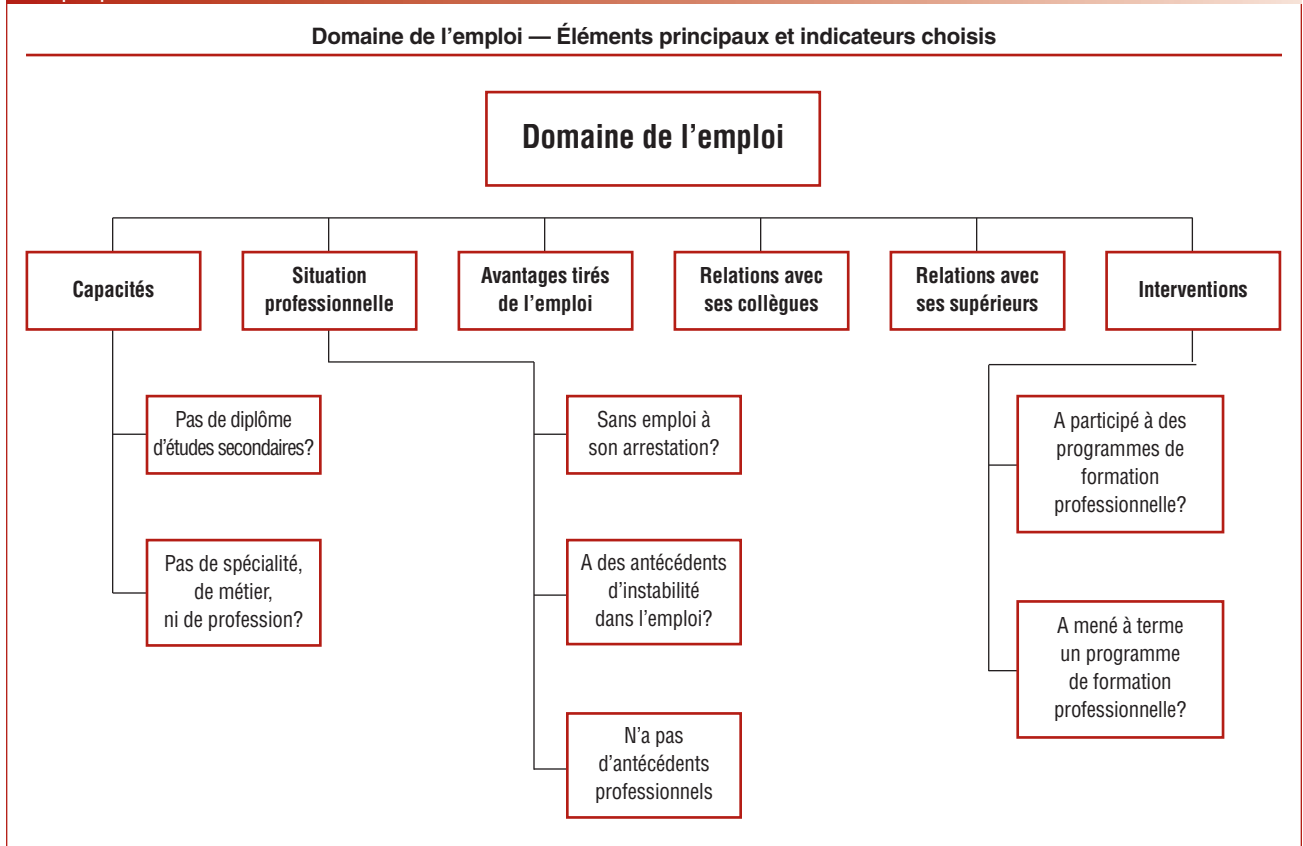 Domaine de l'emploi — Éléments principaux et indicateurs choisis
Domaine de l'emploi
Capacités
Situation
professionnelle
Avantages tirés
de l'emploi
Relations avec
ses collègues
Relations avec
ses supérieurs
Interventions
Pas de diplôme
d'études secondaires?
Pas de spécialité,
de métier,
ni de profession?
Sans emploi à
son arrestation?
A des antécédents
d'instabilité
dans l'emploi?
N'a pas
d'antécédents
professionnels
A participé à des
programmes de
formation
professionnelle?
A mené à terme
un programme
de formation
professionnelle?